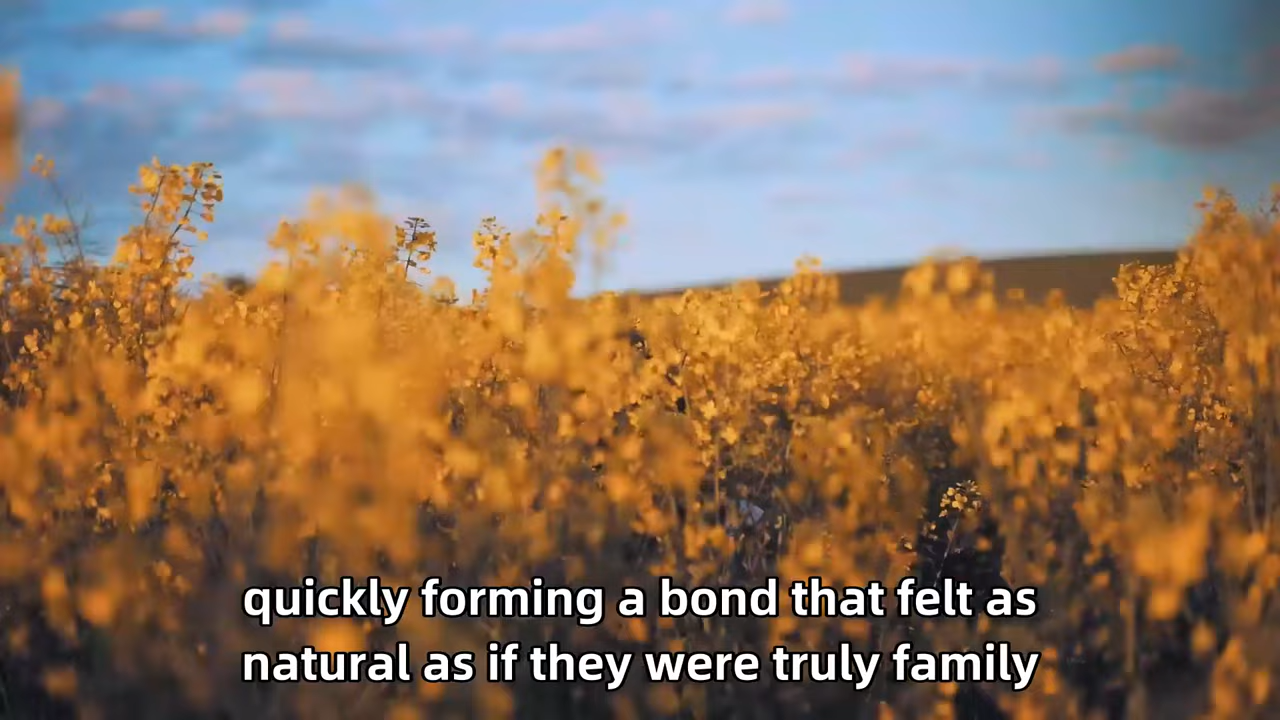 quickly forming a bond that felt as
natural as if they were truly family